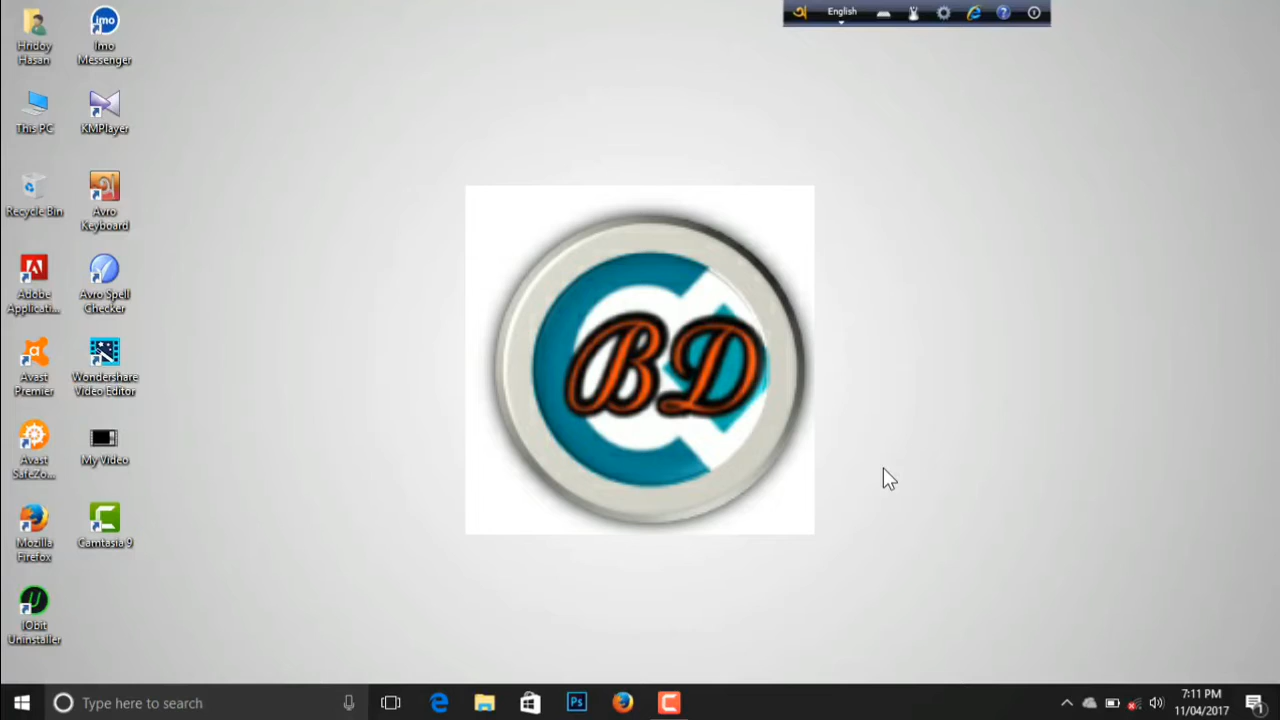 অ English
Hridoy
Hasan
Imo
Messenger
This PC
KMPlayer
Recycle Bin
Avro
Keyboard
Adobe
Applicati...
Avro Spell
Checker
Avast
Premier
Wondershare
Video Editor
Avast
SafeZo...
My Video
Mozilla
Firefox
Camtasia 9
IObit
Uninstaller
BD
Type here to search
Ps
7:11 PM
11/04/2017
1